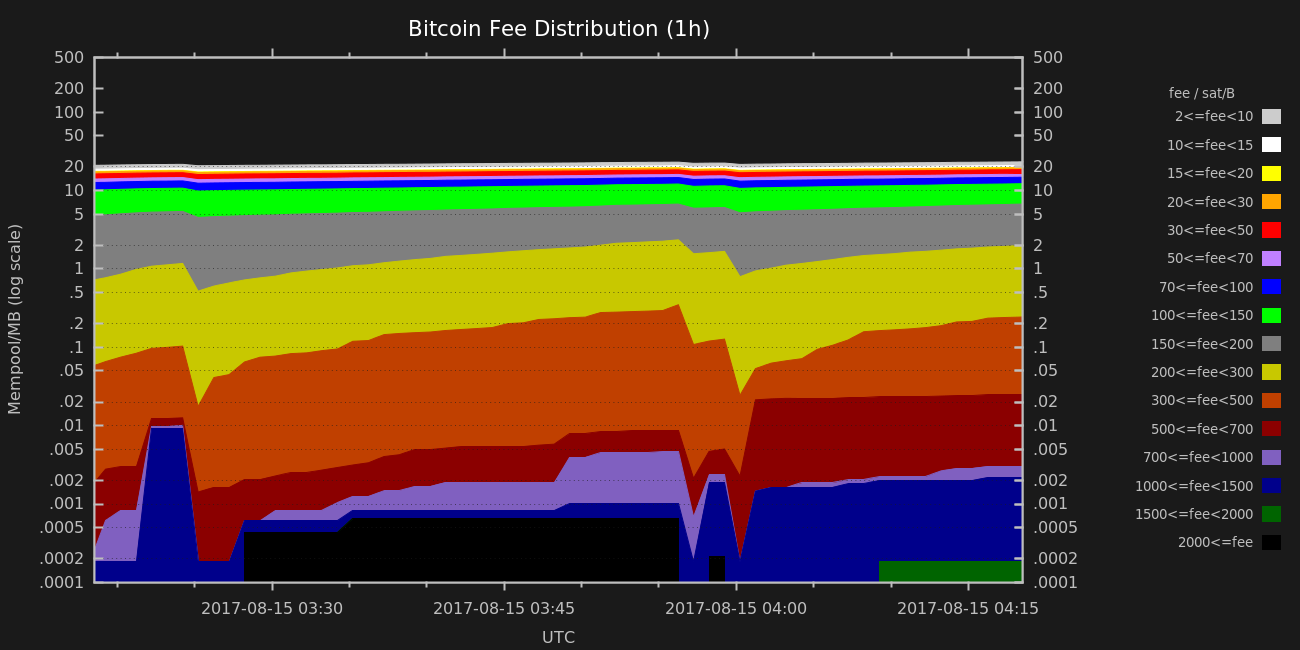 Bitcoin Fee Distribution (1h)
500
200
100
50
20
10
5
2
1
.5
.2
.1
.05
.02
.01
.005
.002
.001
.0005
.0002
.0001
Mempool/MB (log scale)
500
200
100
50
20
10
5
2
1
.5
.2
.1
.05
.02
.01
.005
.002
.001
.0005
.0002
.0001
2017-08-15 03:30 2017-08-15 03:45 2017-08-15 04:00 2017-08-15 04:15
UTC
fee / sat/B
2<=fee<10
10<=fee<15
15<=fee<20
20<=fee<30
30<=fee<50
50<=fee<70
70<=fee<100
100<=fee<150
150<=fee<200
200<=fee<300
300<=fee<500
500<=fee<700
700<=fee<1000
1000<=fee<1500
1500<=fee<2000
2000<=fee